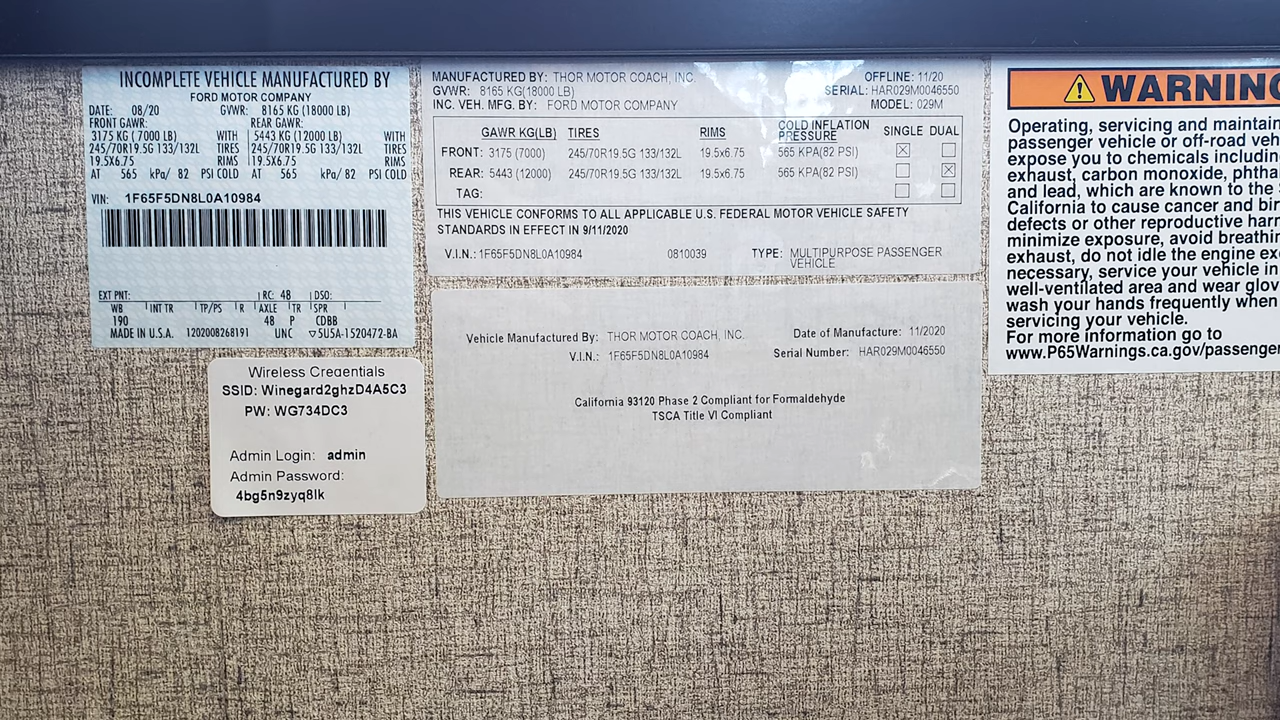 INCOMPLETE VEHICLE MANUFACTURED BY
FORD MOTOR COMPANY
DATE: 08/20 GVWR: 8165 KG (18000 LB)
FRONT GAWR: REAR GAWR:
3175 KG (7000 LB) WITH 5443 KG (12000 LB) WITH
245/70R19.5G 133/132L TIRES 245/70R19.5G 133/132L TIRES
19.5x6.75 RIMS 19.5x6.75 RIMS
AT 565 kPa/ 82 PSI COLD AT 565 kPa/ 82 PSI COLD
VIN: 1F65F5DN8L0A10984
EXT PNT: RC: 48 DSO:
WB INT TR TP/PS R AXLE TR SPR
190 48 P CDBB
MADE IN U.S.A. 1202008268191 UNC 5U5A-1520472-BA
Wireless Credentials
SSID: Winegard2ghzD4A5C3
PW: WG734DC3
Admin Login: admin
Admin Password:
4bg5n9zyq8lk
MANUFACTURED BY: THOR MOTOR COACH, INC. OFFLINE: 11/20
GVWR: 8165 KG(18000 LB) SERIAL: HAR029M0046550
INC. VEH. MFG. BY: FORD MOTOR COMPANY MODEL: 029M
GAWR KG(LB) TIRES RIMS COLD INFLATION PRESSURE SINGLE DUAL
FRONT: 3175 (7000) 245/70R19.5G 133/132L 19.5x6.75 565 KPA(82 PSI)
REAR: 5443 (12000) 245/70R19.5G 133/132L 19.5x6.75 565 KPA(82 PSI)
TAG:
THIS VEHICLE CONFORMS TO ALL APPLICABLE U.S. FEDERAL MOTOR VEHICLE SAFETY
STANDARDS IN EFFECT IN 9/11/2020
V.I.N.: 1F65F5DN8L0A10984 0810039 TYPE: MULTIPURPOSE PASSENGER
VEHICLE
Vehicle Manufactured By: THOR MOTOR COACH, INC. Date of Manufacture: 11/2020
V.I.N.: 1F65F5DN8L0A10984 Serial Number: HAR029M0046550
California 93120 Phase 2 Compliant for Formaldehyde
TSCA Title VI Compliant
WARNING
Operating, servicing and maintain
passenger vehicle or off-road veh
expose you to chemicals includin
exhaust, carbon monoxide, phtha
and lead, which are known to the
California to cause cancer and bir
defects or other reproductive harr
minimize exposure, avoid breathin
exhaust, do not idle the engine ex
necessary, service your vehicle in
well-ventilated area and wear glov
wash your hands frequently when
servicing your vehicle.
For more information go to
www.P65Warnings.ca.gov/passenger